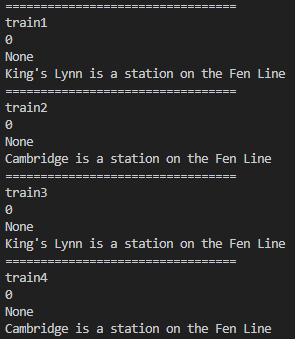 =================================
train1
0
None
King's Lynn is a station on the Fen Line
=================================
train2
0
None
Cambridge is a station on the Fen Line
=================================
train3
0
None
King's Lynn is a station on the Fen Line
=================================
train4
0
None
Cambridge is a station on the Fen Line